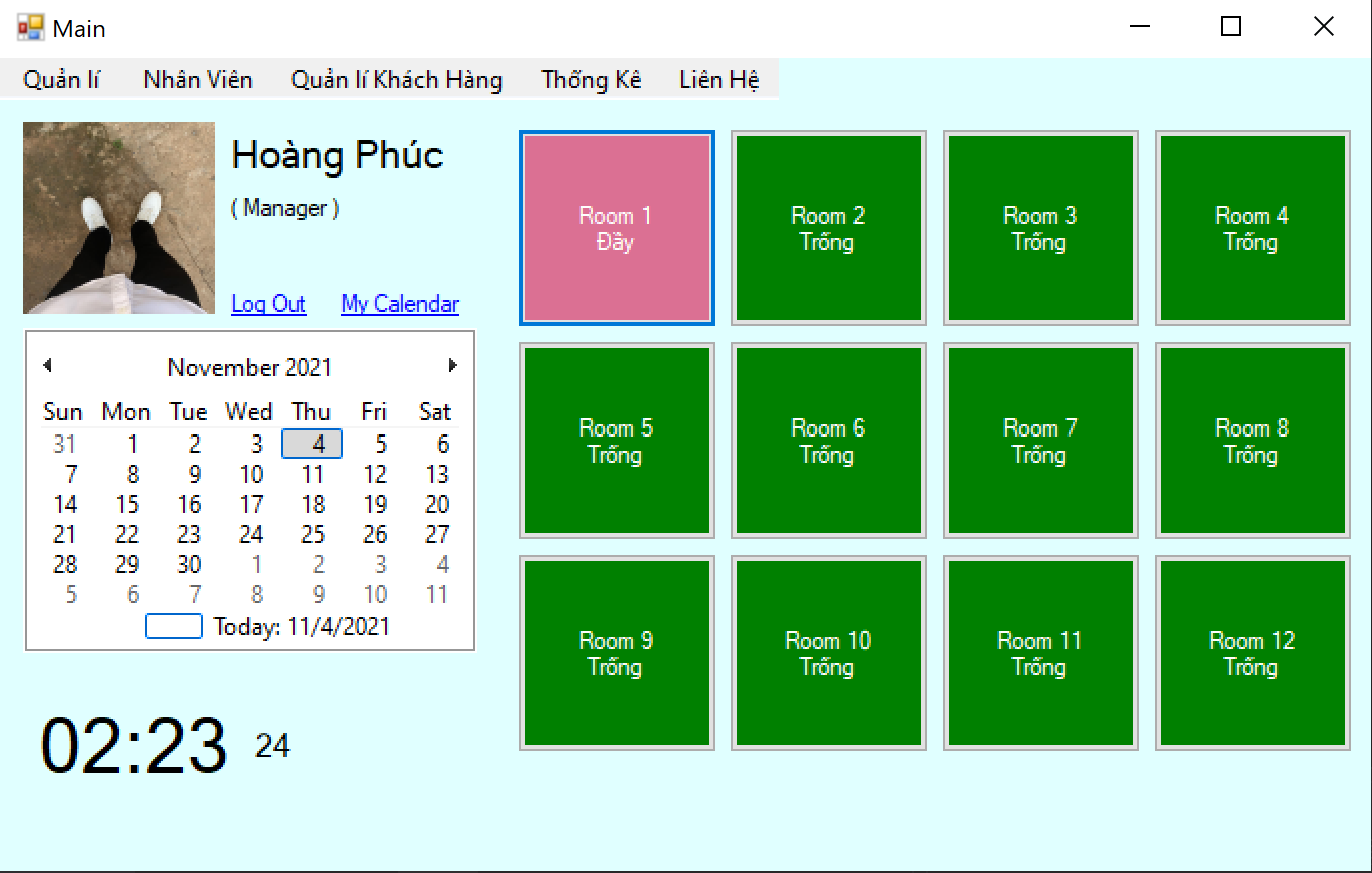 Main
Quản lí Nhân Viên Quản lí Khách Hàng Thống Kê Liên Hệ
Hoàng Phúc
( Manager )
Log Out My Calendar
November 2021
Sun Mon Tue Wed Thu Fri Sat
31 1 2 3 4 5 6
7 8 9 10 11 12 13
14 15 16 17 18 19 20
21 22 23 24 25 26 27
28 29 30 1 2 3 4
5 6 7 8 9 10 11
Today: 11/4/2021
02:23 24
Room 1
Đầy
Room 2
Trống
Room 3
Trống
Room 4
Trống
Room 5
Trống
Room 6
Trống
Room 7
Trống
Room 8
Trống
Room 9
Trống
Room 10
Trống
Room 11
Trống
Room 12
Trống